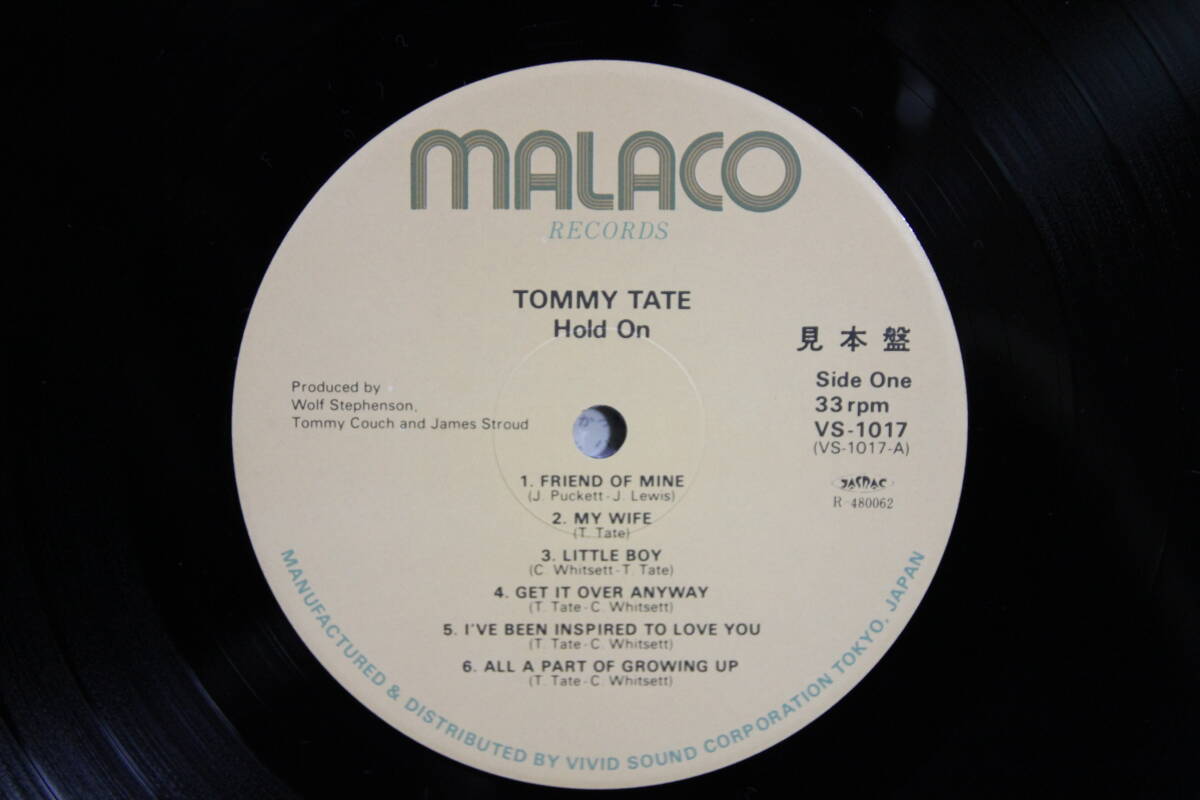 MALACO
RECORDS
TOMMY TATE
Hold On
見本盤
Produced by
Wolf Stephenson,
Tommy Couch and James Stroud
Side One
33 rpm
VS-1017
(VS-1017-A)
JASRAC
R-480062
1. FRIEND OF MINE
(J. Puckett-J. Lewis)
2. MY WIFE
(T. Tate)
3. LITTLE BOY
(C. Whitsett-T. Tate)
4. GET IT OVER ANYWAY
(T. Tate-C. Whitsett)
5. I'VE BEEN INSPIRED TO LOVE YOU
(T. Tate-C. Whitsett)
6. ALL A PART OF GROWING UP
(T. Tate-C. Whitsett)
MANUFACTURED & DISTRIBUTED BY VIVID SOUND CORPORATION TOKYO, JAPAN